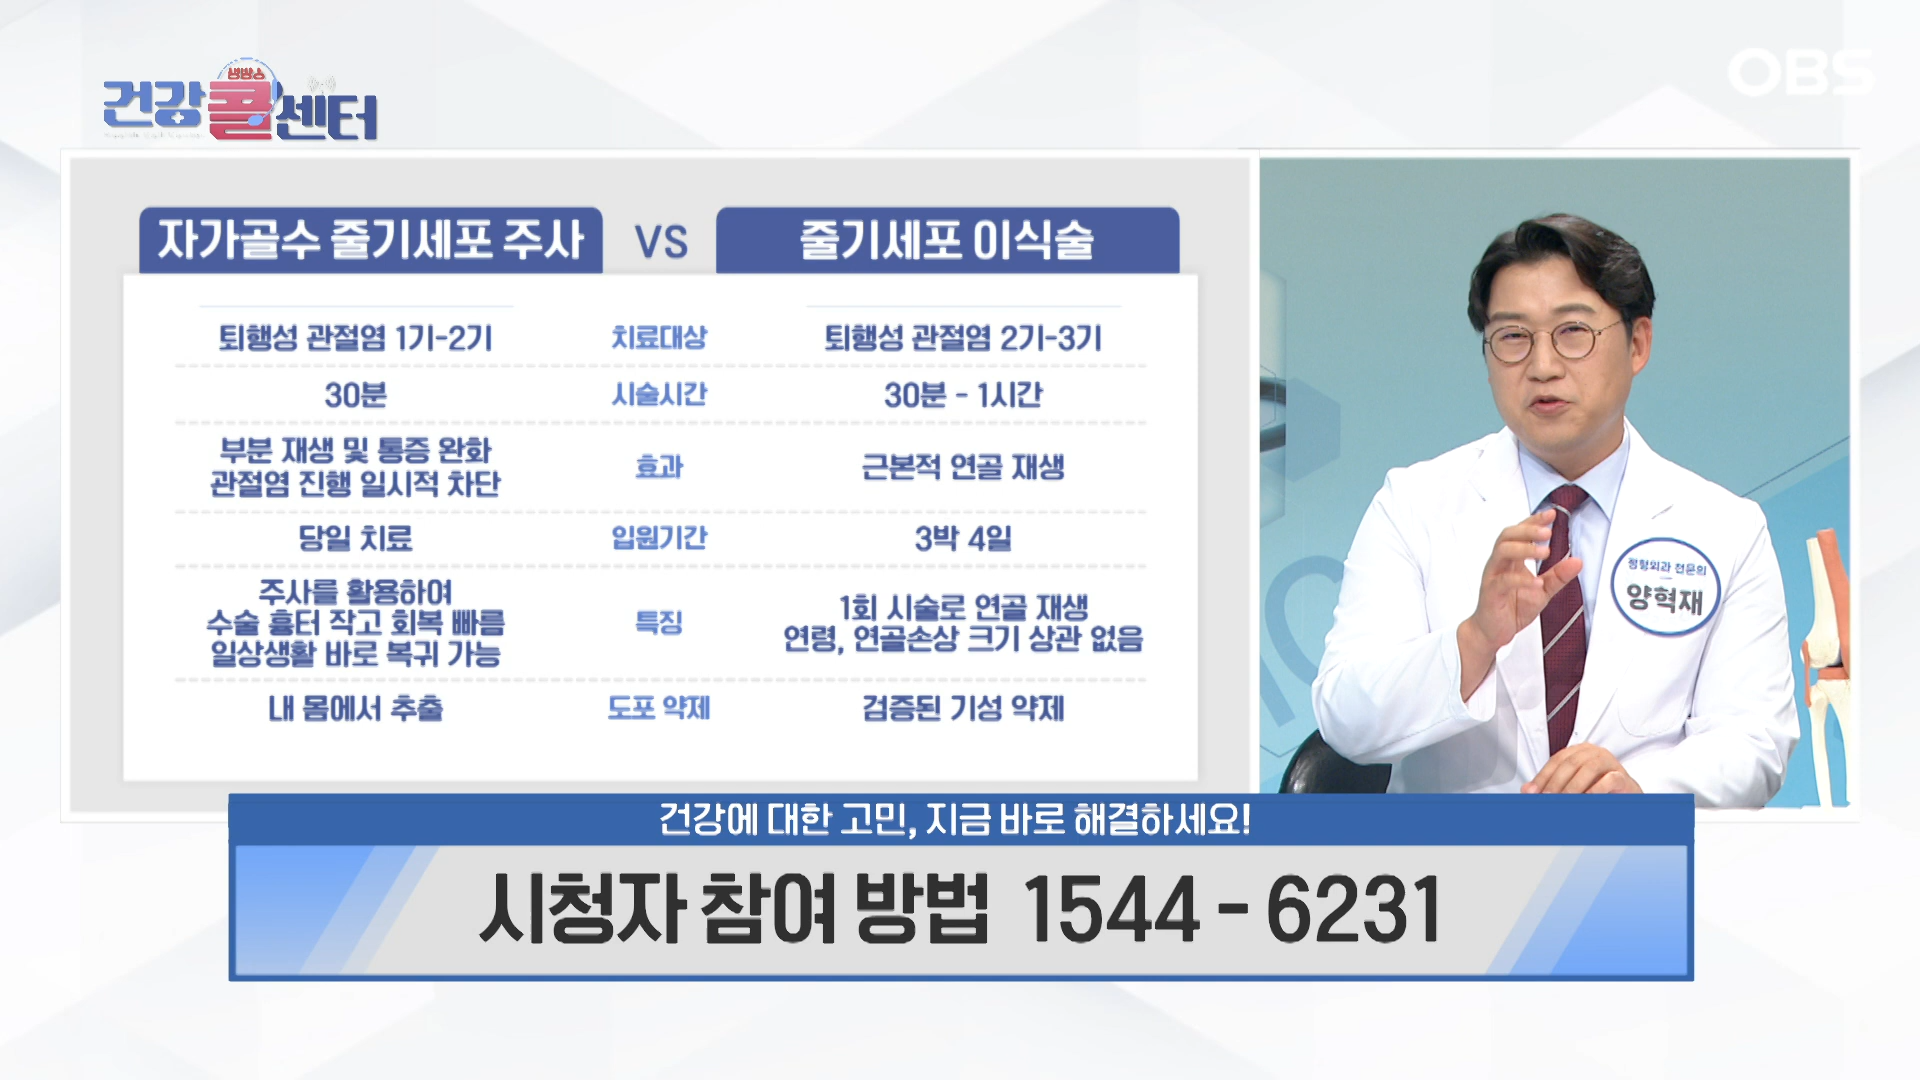 생방송
건강콜센터
OBS
자가골수 줄기세포 주사 VS 줄기세포 이식술
퇴행성 관절염 1기-2기 치료대상 퇴행성 관절염 2기-3기
30분 시술시간 30분 - 1시간
부분 재생 및 통증 완화
관절염 진행 일시적 차단 효과 근본적 연골 재생
당일 치료 입원기간 3박 4일
주사를 활용하여
수술 흉터 작고 회복 빠름
일상생활 바로 복귀 가능
특징
1회 시술로 연골 재생
연령, 연골손상 크기 상관 없음
내 몸에서 추출 도포 약제 검증된 기성 약제
정형외과 전문의
양혁재
건강에 대한 고민, 지금 바로 해결하세요!
시청자 참여 방법 1544 - 6231